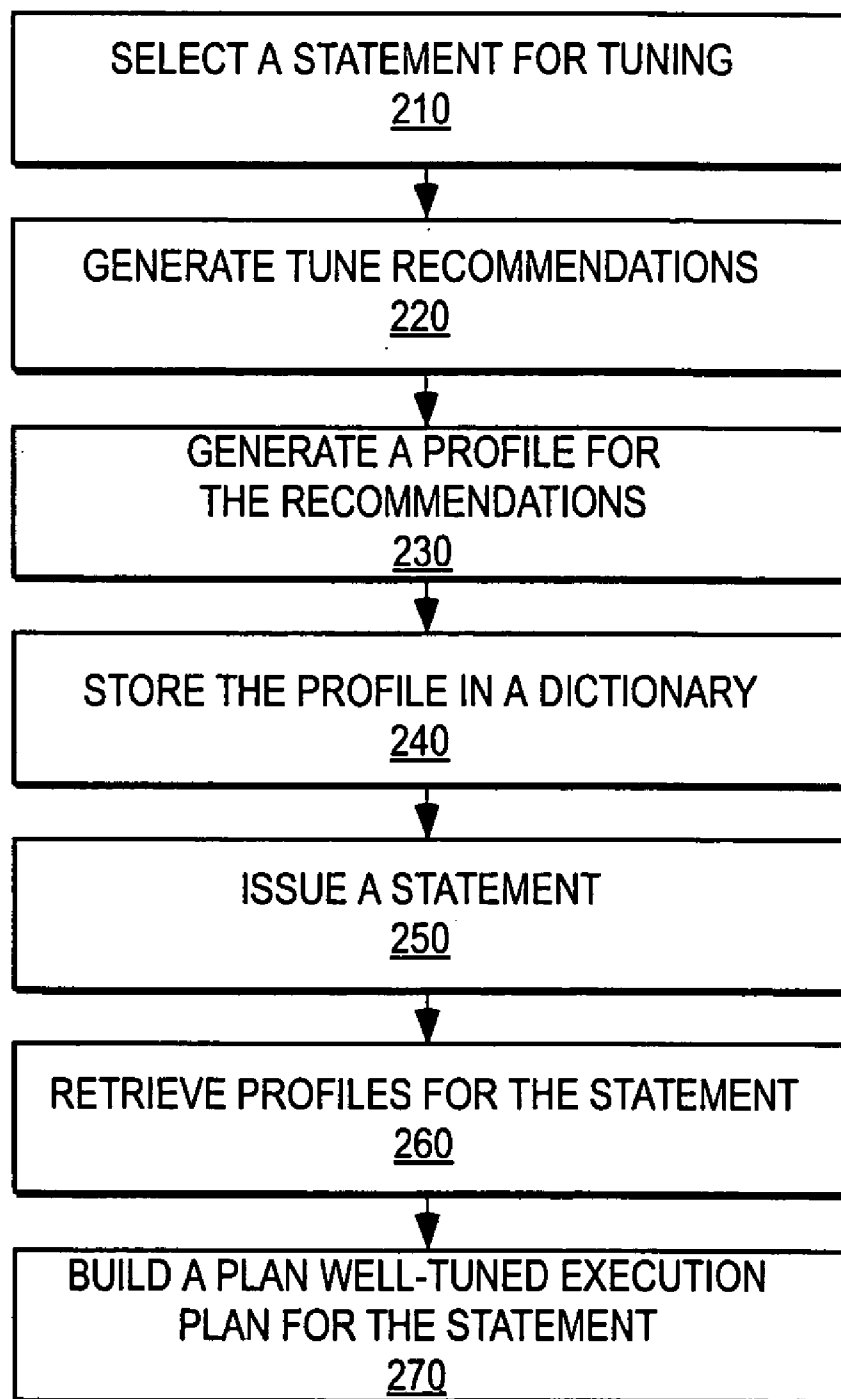 SELECT A STATEMENT FOR TUNING
210
GENERATE TUNE RECOMMENDATIONS
220
GENERATE A PROFILE FOR
THE RECOMMENDATIONS
230
STORE THE PROFILE IN A DICTIONARY
240
ISSUE A STATEMENT
250
RETRIEVE PROFILES FOR THE STATEMENT
260
BUILD A PLAN WELL-TUNED EXECUTION
PLAN FOR THE STATEMENT
270